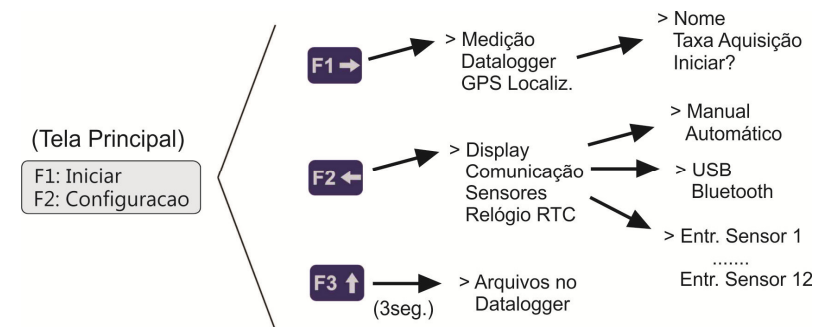 (Tela Principal)
F1: Iniciar
F2: Configuracao
F1
> Medição
Datalogger
GPS Localiz.
> Nome
Taxa Aquisição
Iniciar?
F2
> Display
Comunicação
Sensores
Relógio RTC
> Manual
Automático
> USB
Bluetooth
> Entr. Sensor 1
.......
Entr. Sensor 12
F3
(3seg.)
> Arquivos no
Datalogger